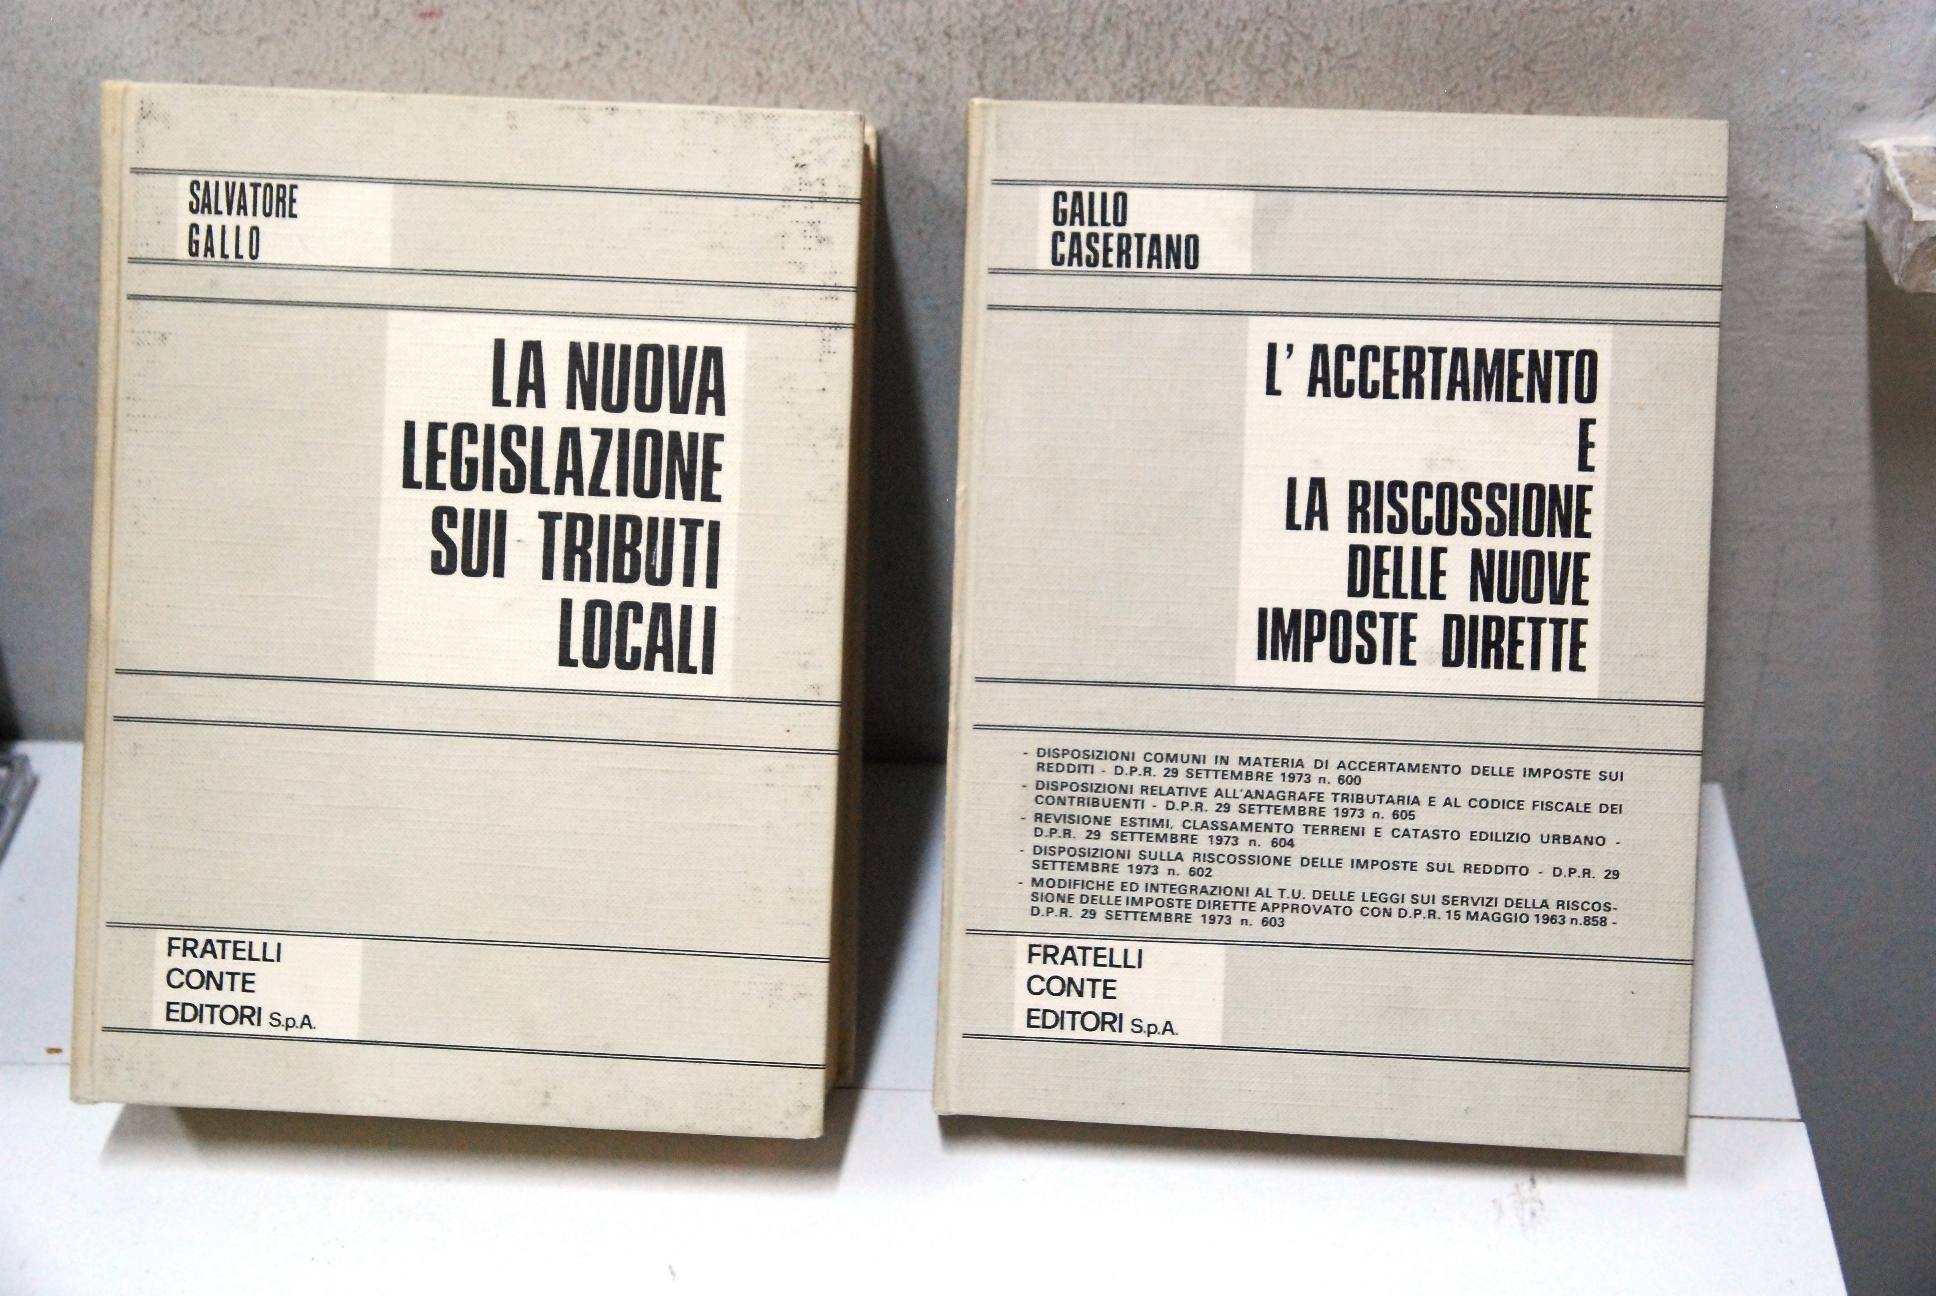 SALVATORE
GALLO
LA NUOVA
LEGISLAZIONE
SUI TRIBUTI
LOCALI
FRATELLI
CONTE
EDITORI S.p.A.
GALLO
CASERTANO
L' ACCERTAMENTO
E
LA RISCOSSIONE
DELLE NUOVE
IMPOSTE DIRETTE
- DISPOSIZIONI COMUNI IN MATERIA DI ACCERTAMENTO DELLE IMPOSTE SUI
REDDITI - D.P.R. 29 SETTEMBRE 1973 n. 600
- DISPOSIZIONI RELATIVE ALL'ANAGRAFE TRIBUTARIA E AL CODICE FISCALE DEI
CONTRIBUENTI - D.P.R. 29 SETTEMBRE 1973 n. 605
- REVISIONE ESTIMI, CLASSAMENTO TERRENI E CATASTO EDILIZIO URBANO -
D.P.R. 29 SETTEMBRE 1973 n. 604
- DISPOSIZIONI SULLA RISCOSSIONE DELLE IMPOSTE SUL REDDITO - D.P.R. 29
SETTEMBRE 1973 n. 602
- MODIFICHE ED INTEGRAZIONI AL T.U. DELLE LEGGI SUI SERVIZI DELLA RISCOS-
SIONE DELLE IMPOSTE DIRETTE APPROVATO CON D.P.R. 15 MAGGIO 1963 n.858 -
D.P.R. 29 SETTEMBRE 1973 n. 603
FRATELLI
CONTE
EDITORI S.p.A.